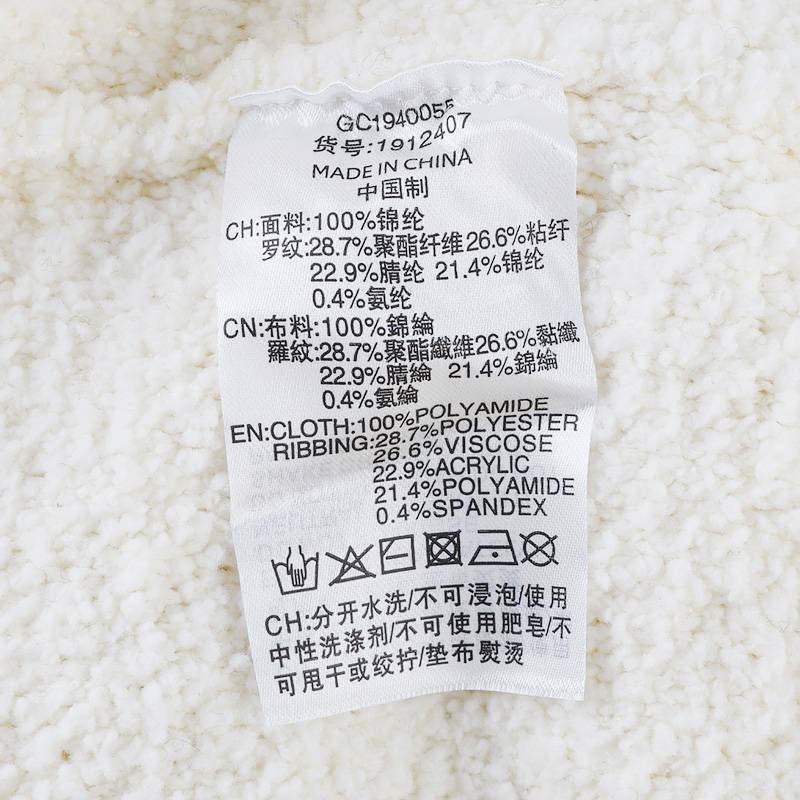 GC1940055
货号:1912407
MADE IN CHINA
中国制
CH:面料:100%锦纶
罗纹:28.7%聚酯纤维26.6%粘纤
22.9%腈纶 21.4%锦纶
0.4%氨纶
CN:布料:100%錦綸
羅紋:28.7%聚酯纖維26.6%黏纖
22.9%腈綸 21.4%錦綸
0.4%氨綸
EN:CLOTH:100%POLYAMIDE
RIBBING:28.7%POLYESTER
26.6%VISCOSE
22.9%ACRYLIC
21.4%POLYAMIDE
0.4%SPANDEX
CH:分开水洗/不可浸泡/使用
中性洗涤剂/不可使用肥皂/不
可甩干或绞拧/垫布熨烫